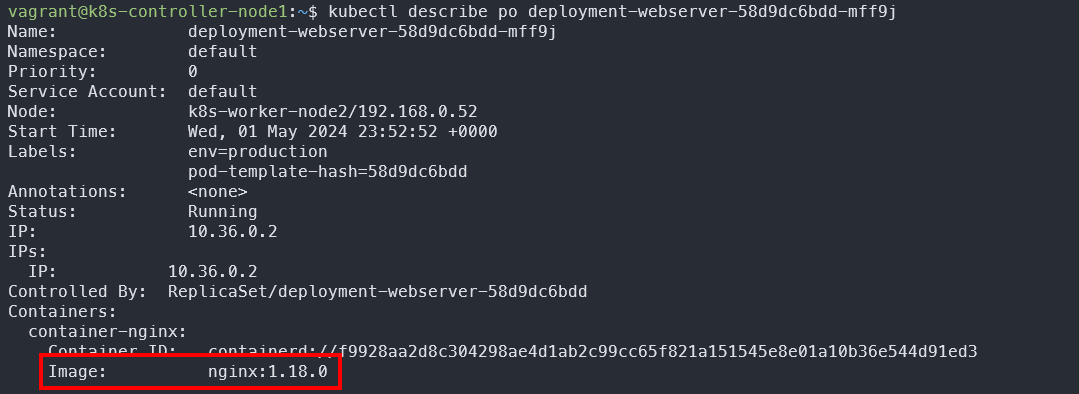 vagrant@k8s-controller-node1:~$ kubectl describe po deployment-webserver-58d9dc6bdd-mff9j
Name:             deployment-webserver-58d9dc6bdd-mff9j
Namespace:        default
Priority:         0
Service Account:  default
Node:             k8s-worker-node2/192.168.0.52
Start Time:       Wed, 01 May 2024 23:52:52 +0000
Labels:           env=production
                  pod-template-hash=58d9dc6bdd
Annotations:      <none>
Status:           Running
IP:               10.36.0.2
IPs:
  IP:           10.36.0.2
Controlled By:  ReplicaSet/deployment-webserver-58d9dc6bdd
Containers:
  container-nginx:
    Container ID:   containerd://f9928aa2d8c304298ae4d1ab2c99cc65f821a151545e8e01a10b36e544d91ed3
    Image:          nginx:1.18.0